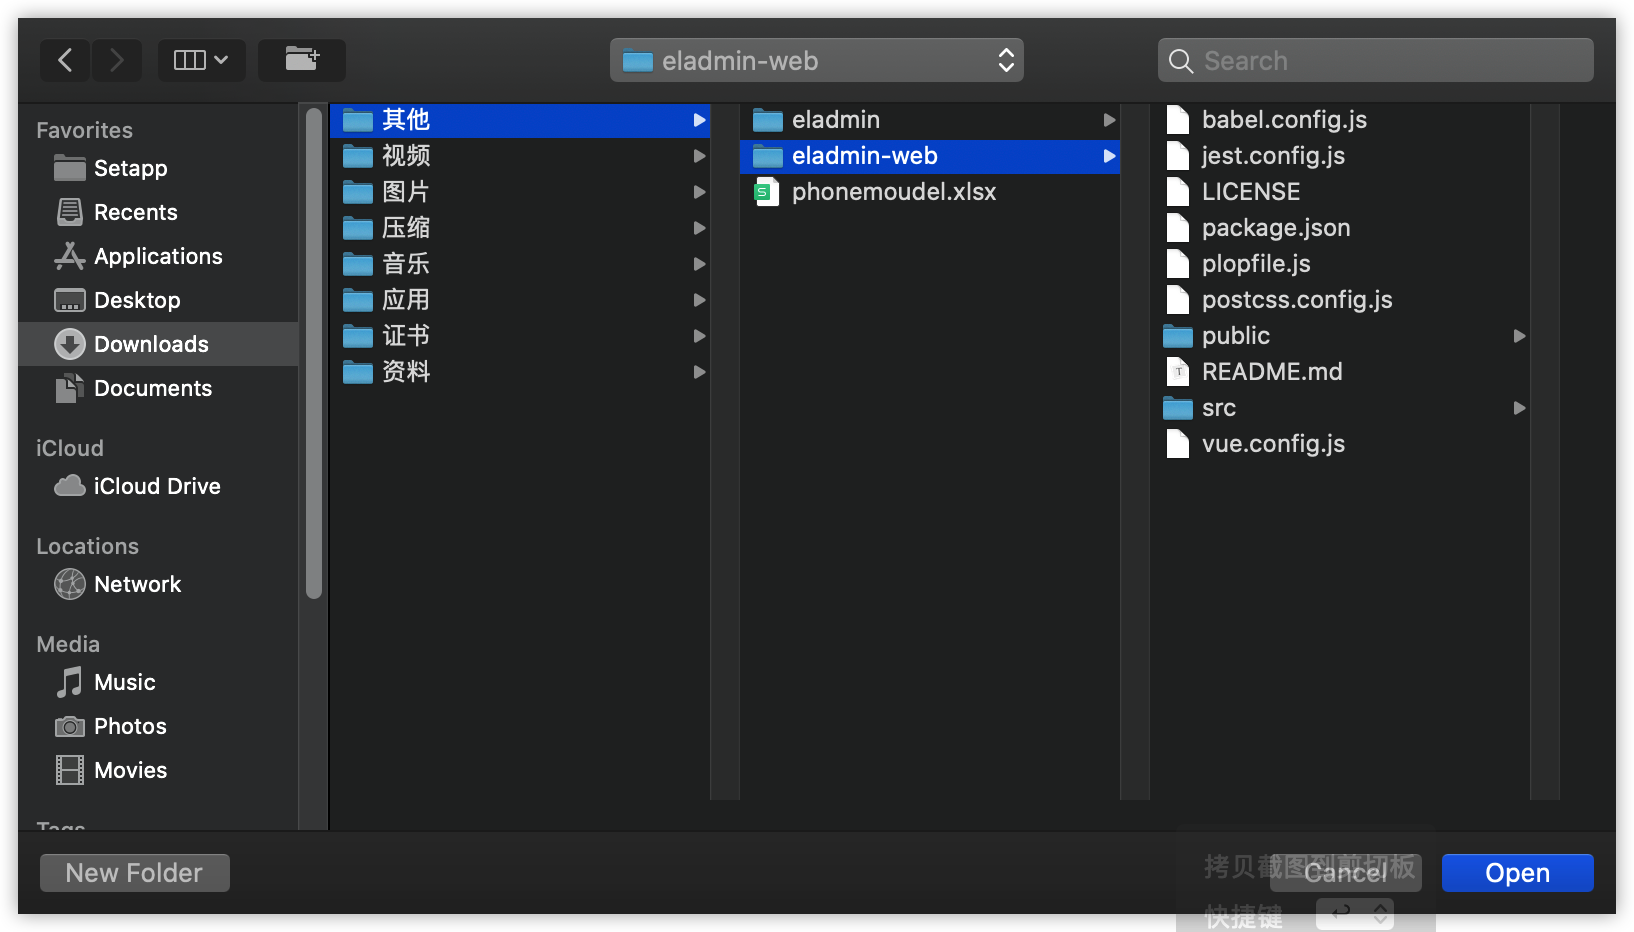 eladmin-web
Search
Favorites
Setapp
Recents
Applications
Desktop
Downloads
Documents
iCloud
iCloud Drive
Locations
Network
Media
Music
Photos
Movies
Tags
其他
视频
图片
压缩
音乐
应用
证书
资料
eladmin
eladmin-web
phonemoudel.xlsx
babel.config.js
jest.config.js
LICENSE
package.json
plopfile.js
postcss.config.js
public
README.md
src
vue.config.js
New Folder
拷贝截图到剪切板
Cancel
Open
快捷键